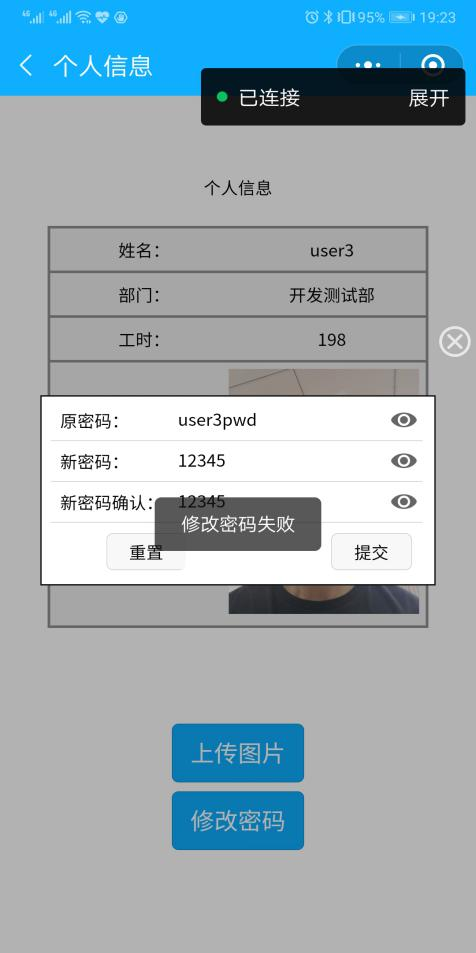 4G 4G 95% 19:23
个人信息
已连接 展开
个人信息
姓名: user3
部门: 开发测试部
工时: 198
原密码: user3pwd
新密码: 12345
新密码确认: 12345
修改密码失败
重置 提交
上传图片
修改密码